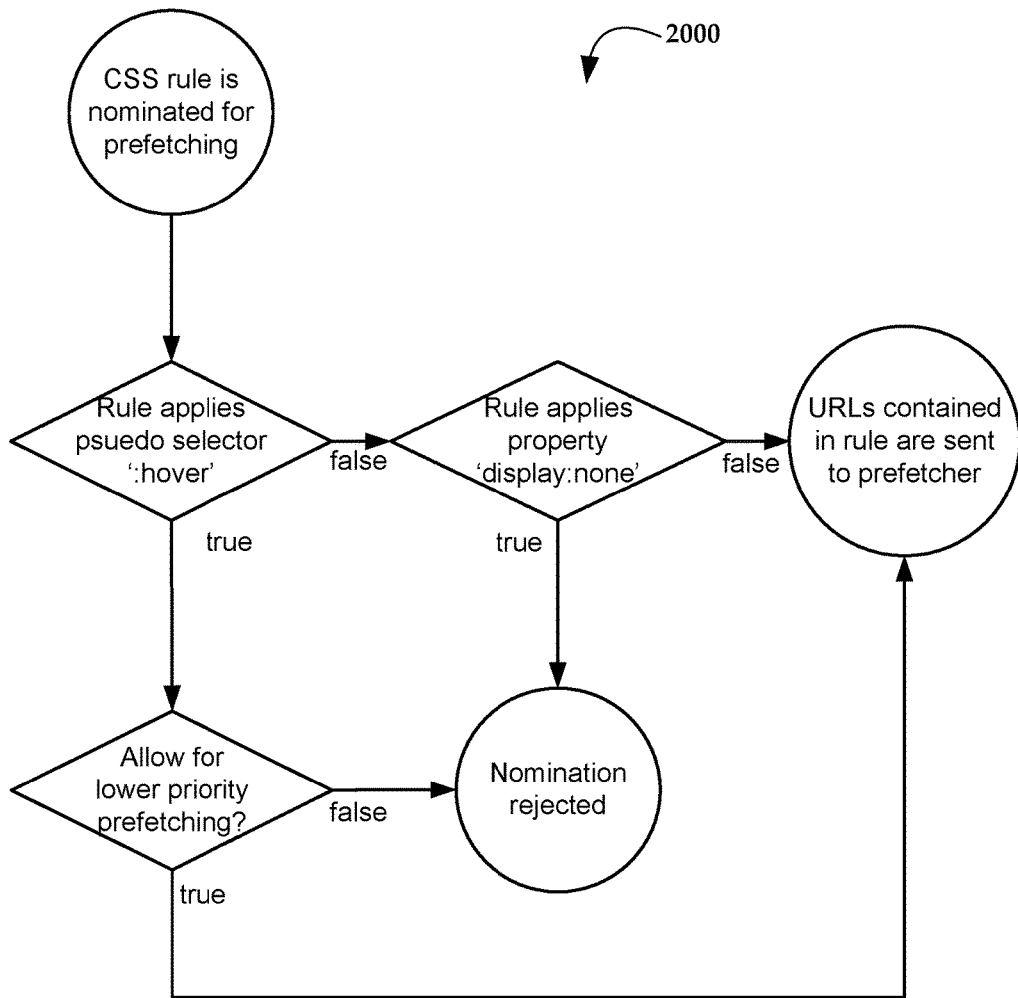 2000
CSS rule is
nominated for
prefetching
Rule applies
psuedo selector
‘:hover’
false
Rule applies
property
‘display:none’
false
URLs contained
in rule are sent
to prefetcher
true
true
Allow for
lower priority
prefetching?
false
Nomination
rejected
true